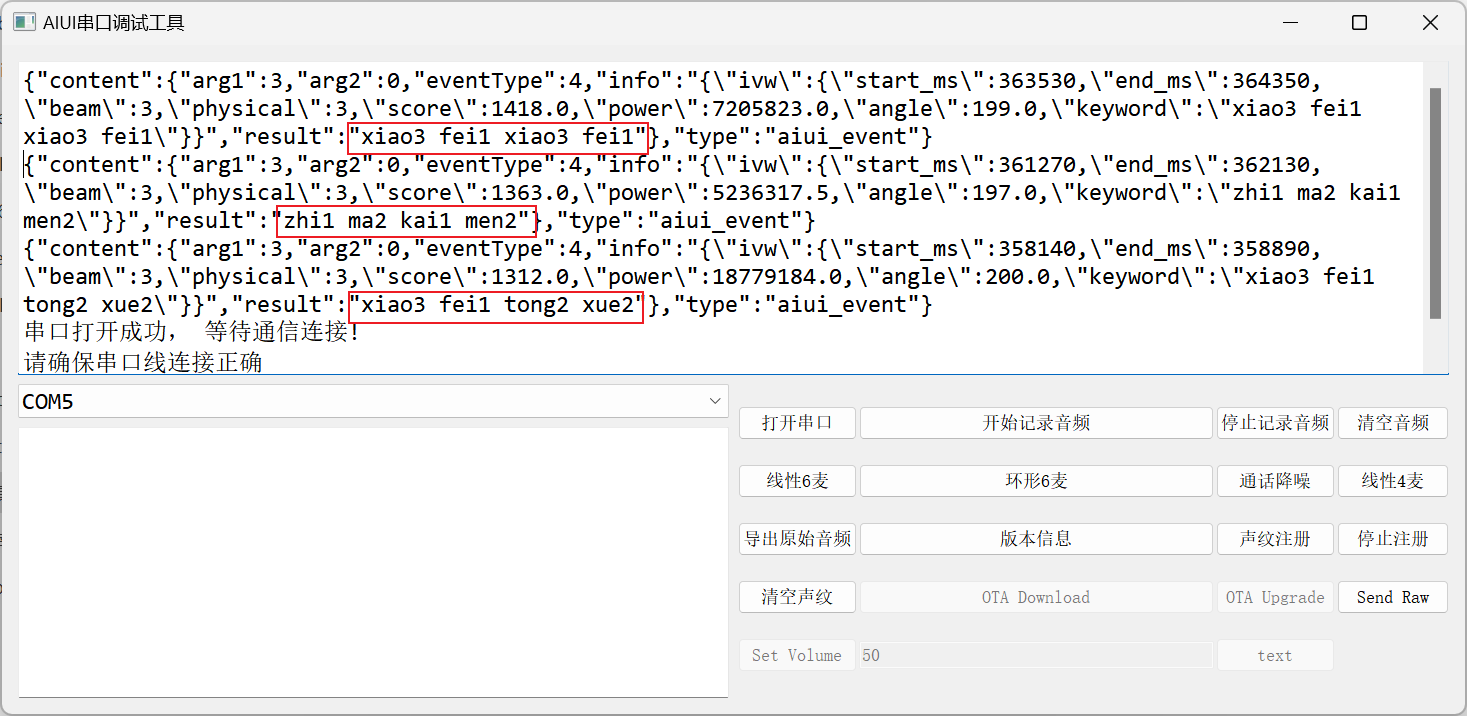 AIUI串口调试工具
{"content":{"arg1":3,"arg2":0,"eventType":4,"info":"{\"ivw\":{\"start_ms\":363530,\"end_ms\":364350,
\"beam\":3,\"physical\":3,\"score\":1418.0,\"power\":7205823.0,\"angle\":199.0,\"keyword\":\"xiao3 fei1
xiao3 fei1\"}}","result":"xiao3 fei1 xiao3 fei1"},"type":"aiui_event"}
{"content":{"arg1":3,"arg2":0,"eventType":4,"info":"{\"ivw\":{\"start_ms\":361270,\"end_ms\":362130,
\"beam\":3,\"physical\":3,\"score\":1363.0,\"power\":5236317.5,\"angle\":197.0,\"keyword\":\"zhi1 ma2 kai1
men2\"}}","result":"zhi1 ma2 kai1 men2"},"type":"aiui_event"}
{"content":{"arg1":3,"arg2":0,"eventType":4,"info":"{\"ivw\":{\"start_ms\":358140,\"end_ms\":358890,
\"beam\":3,\"physical\":3,\"score\":1312.0,\"power\":18779184.0,\"angle\":200.0,\"keyword\":\"xiao3 fei1
tong2 xue2\"}}","result":"xiao3 fei1 tong2 xue2"},"type":"aiui_event"}
串口打开成功， 等待通信连接!
请确保串口线连接正确
COM5
打开串口 开始记录音频 停止记录音频 清空音频
线性6麦 环形6麦 通话降噪 线性4麦
导出原始音频 版本信息 声纹注册 停止注册
清空声纹 OTA Download OTA Upgrade Send Raw
Set Volume 50 text